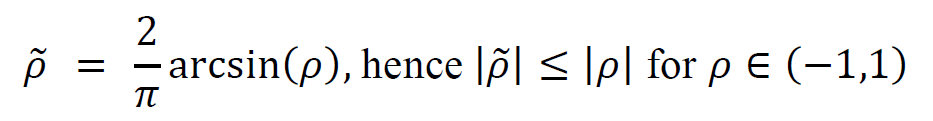 ρ̃ = 2/π arcsin(ρ), hence |ρ̃| ≤ |ρ| for ρ ∈ (−1,1)